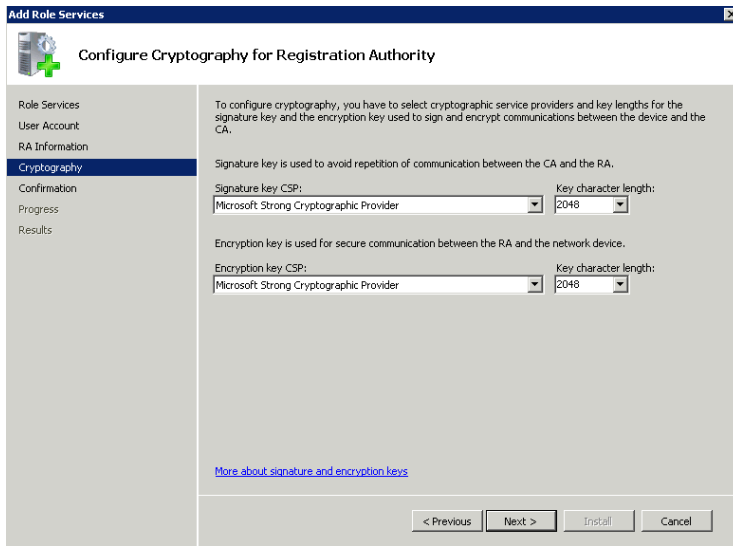 Add Role Services
Configure Cryptography for Registration Authority
Role Services
User Account
RA Information
Cryptography
Confirmation
Progress
Results
To configure cryptography, you have to select cryptographic service providers and key lengths for the
signature key and the encryption key used to sign and encrypt communications between the device and the
CA.
Signature key is used to avoid repetition of communication between the CA and the RA.
Signature key CSP:
Key character length:
Microsoft Strong Cryptographic Provider
2048
Encryption key is used for secure communication between the RA and the network device.
Encryption key CSP:
Key character length:
Microsoft Strong Cryptographic Provider
2048
More about signature and encryption keys
< Previous
Next >
Install
Cancel